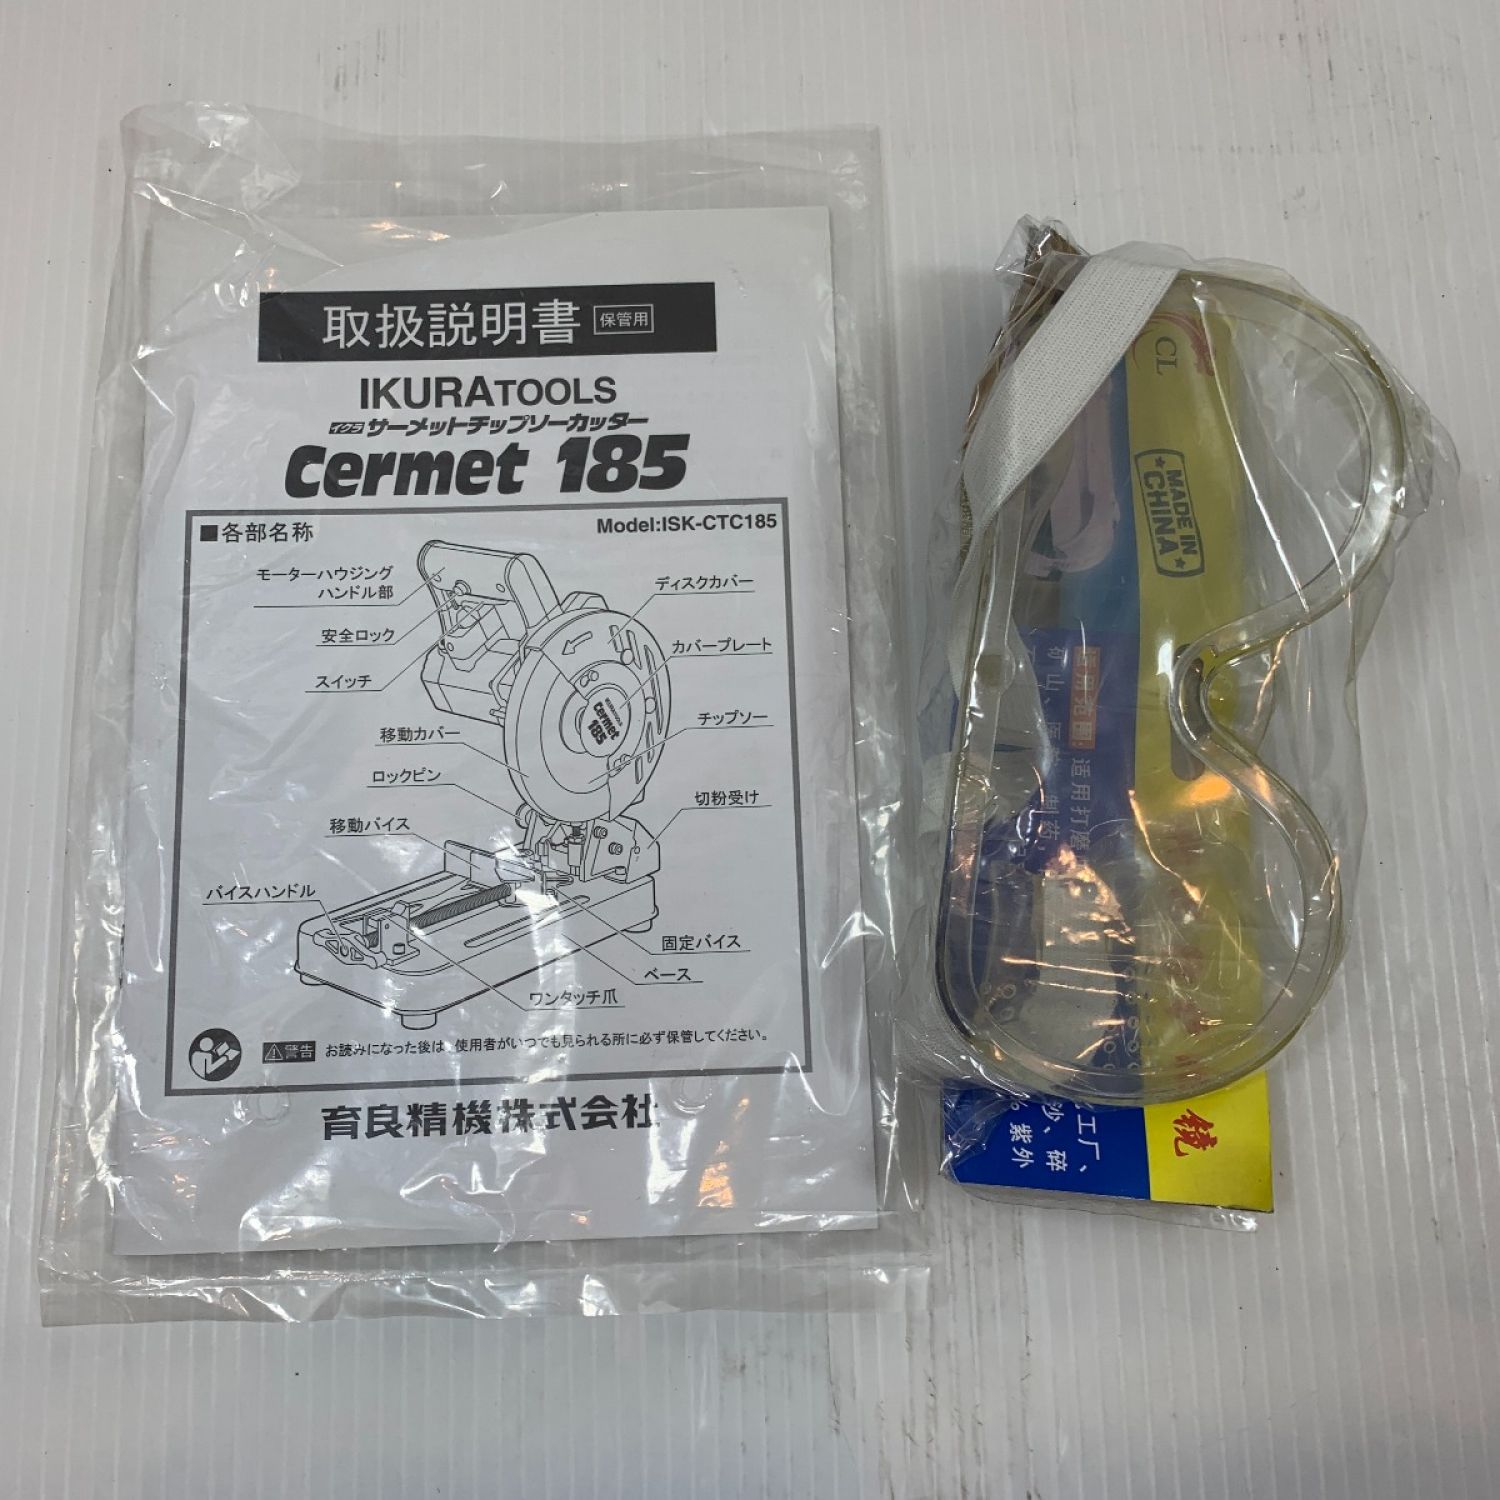 取扱説明書 保管用
IKURATOOLS
イクラ サーメットチップソーカッター
Cermet 185
■各部名称
Model:ISK-CTC185
モーターハウジング
ハンドル部
安全ロック
スイッチ
移動カバー
ロックピン
移動バイス
バイスハンドル
ディスクカバー
カバープレート
チップソー
切粉受け
固定バイス
ベース
ワンタッチ爪
IKURATOOLS
Cermet
185
警告 お読みになった後は、使用者がいつでも見られる所に必ず保管してください。
育良精機株式会社
CL
MADE IN
CHINA
适用范围:适用打磨
矿山、医 制药,
工厂、
沙、碎
紫外
镜